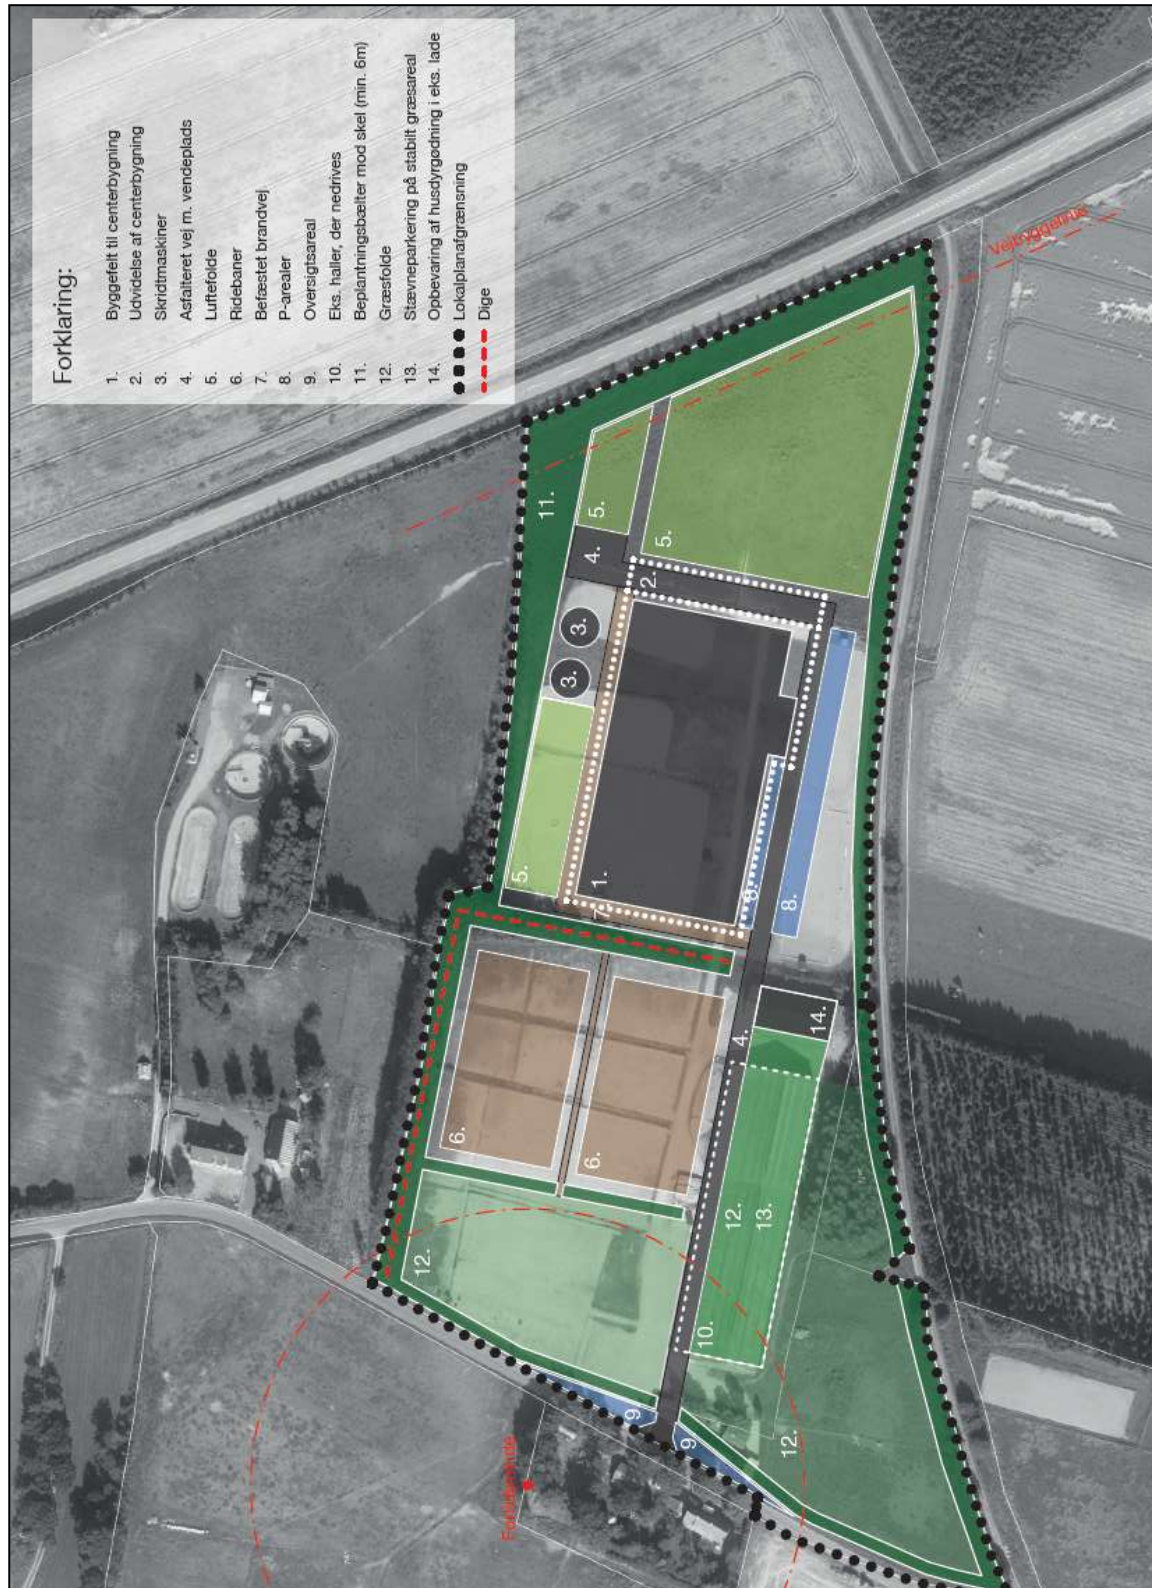 Forklaring:
1. Byggefelt til centerbygning
2. Udvidelse af centerbygning
3. Skridtmaskiner
4. Asfalteret vej m. vendeplads
5. Luftefolde
6. Ridebaner
7. Befæstet brandvej
8. P-arealer
9. Oversigtsareal
10. Eks. haller, der nedrives
11. Beplantningsbælter mod skel (min. 6m)
12. Græsfolde
13. Stævneparkering på stabilt græsareal
14. Opbevaring af husdyrgødning i eks. lade
Lokalplanafgrænsning
Dige
12.
6.
5.
11.
3.
3.
6.
4.
5.
1.
7.
9
2.
5.
9
10.
12.
4.
8.
13.
12.
8.
14.
Fortidsminde